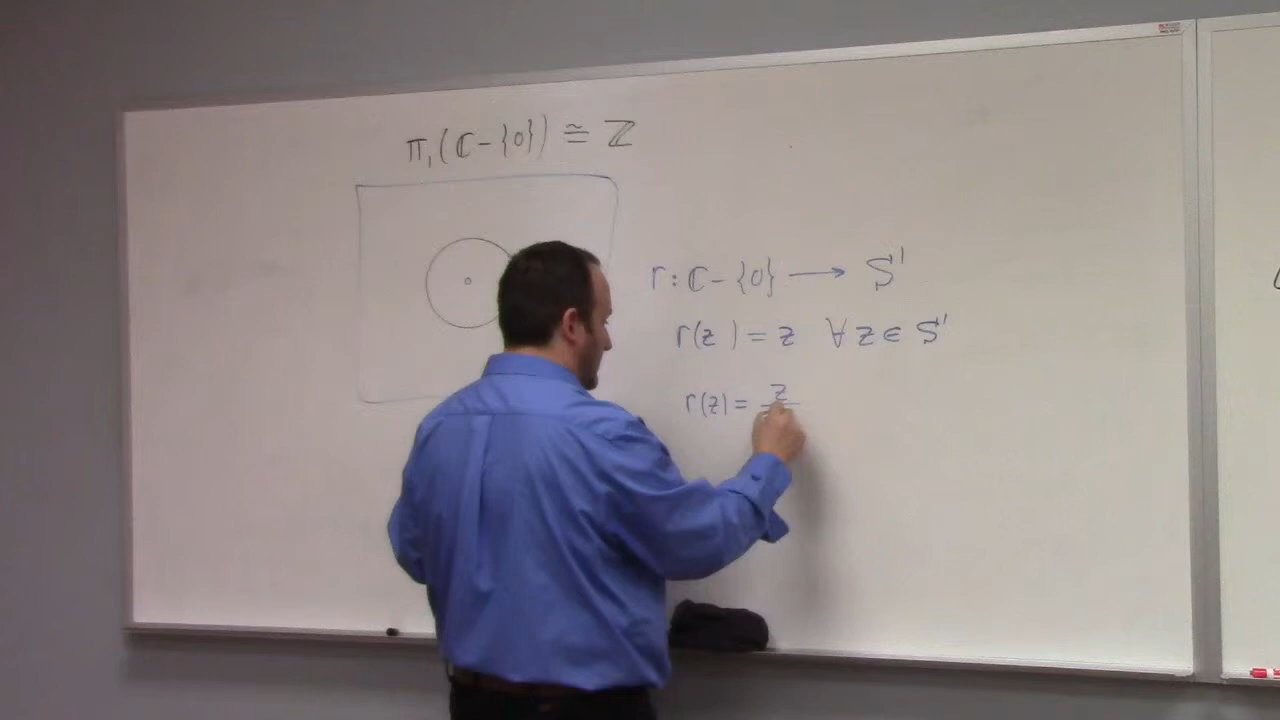 π₁(ℂ-{0}) ≅ ℤ
r: ℂ-{0} ⟶ S¹
r(z) = z ∀ z ∈ S¹
r(z) = z